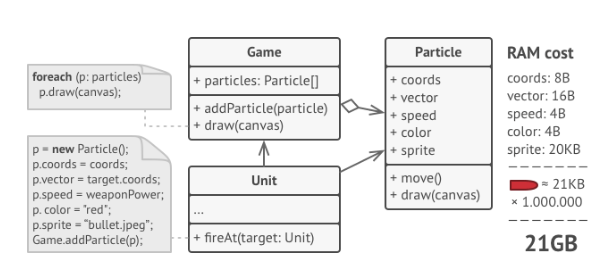 foreach (p: particles)
p.draw(canvas);
p = new Particle();
p.coords = coords;
p.vector = target.coords;
p.speed = weaponPower;
p. color = "red";
p.sprite = "bullet.jpeg";
Game.addParticle(p);
Game
+ particles: Particle[]
+ addParticle(particle)
+ draw(canvas)
Unit
...
+ fireAt(target: Unit)
Particle
+ coords
+ vector
+ speed
+ color
+ sprite
+ move()
+ draw(canvas)
RAM cost
coords: 8B
vector: 16B
speed: 4B
color: 4B
sprite: 20KB
≈ 21KB
× 1.000.000
21GB